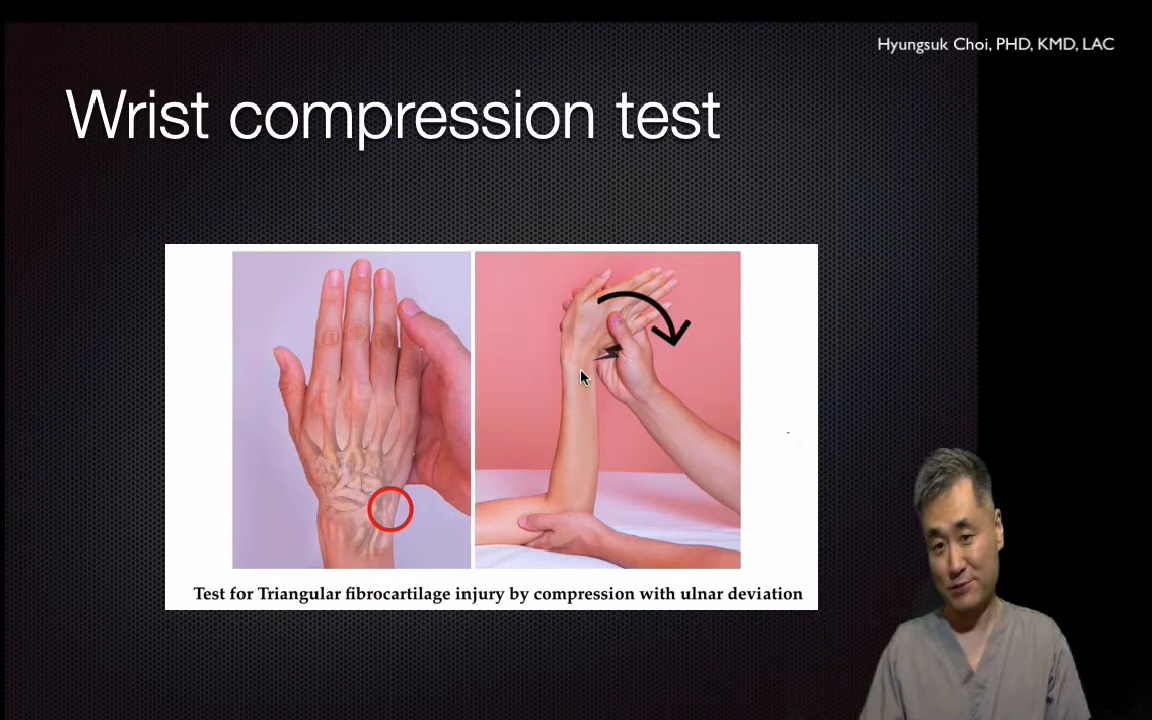 Hyungsuk Choi, PHD, KMD, LAC
Wrist compression test
Test for Triangular fibrocartilage injury by compression with ulnar deviation